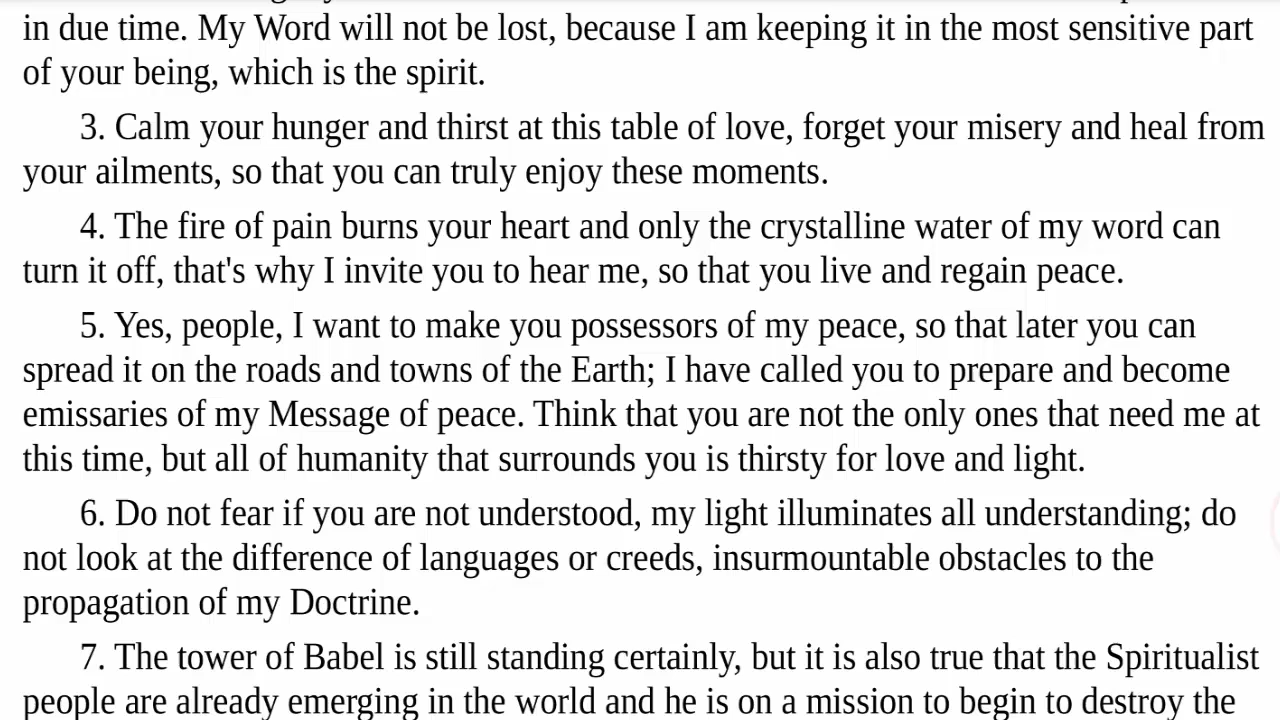 in due time. My Word will not be lost, because I am keeping it in the most sensitive part
of your being, which is the spirit.
3. Calm your hunger and thirst at this table of love, forget your misery and heal from
your ailments, so that you can truly enjoy these moments.
4. The fire of pain burns your heart and only the crystalline water of my word can
turn it off, that's why I invite you to hear me, so that you live and regain peace.
5. Yes, people, I want to make you possessors of my peace, so that later you can
spread it on the roads and towns of the Earth; I have called you to prepare and become
emissaries of my Message of peace. Think that you are not the only ones that need me at
this time, but all of humanity that surrounds you is thirsty for love and light.
6. Do not fear if you are not understood, my light illuminates all understanding; do
not look at the difference of languages or creeds, insurmountable obstacles to the
propagation of my Doctrine.
7. The tower of Babel is still standing certainly, but it is also true that the Spiritualist
people are already emerging in the world and he is on a mission to begin to destroy the